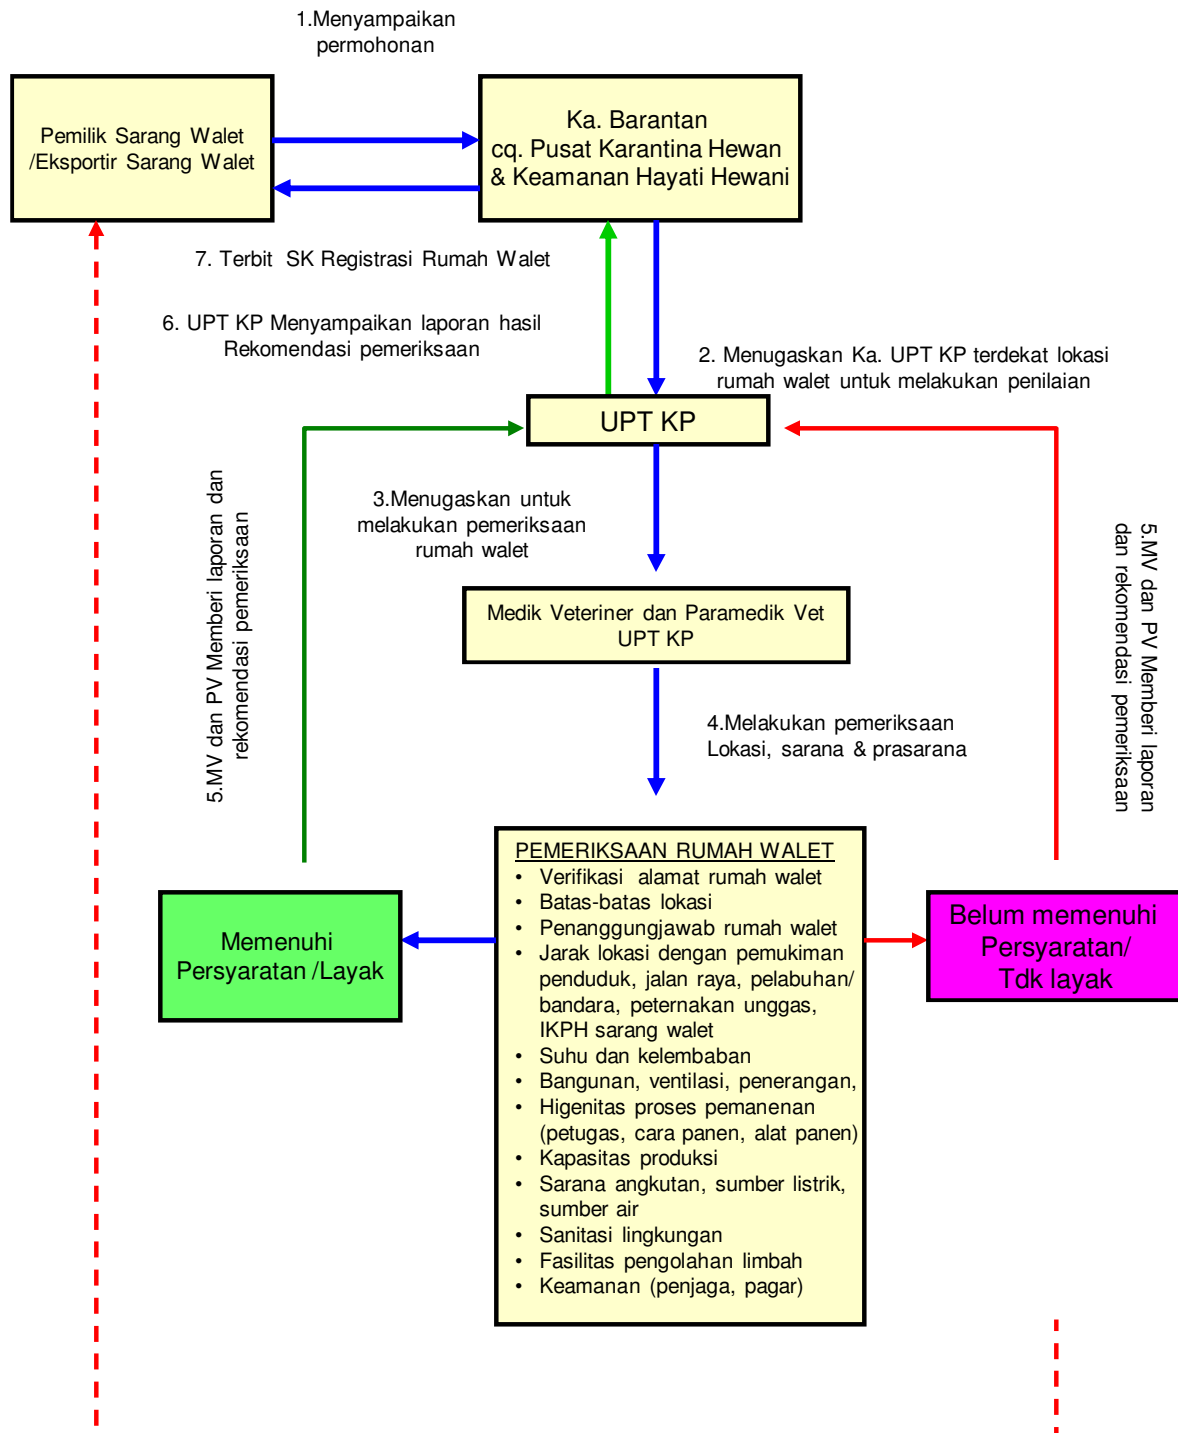 1.Menyampaikan
permohonan
Pemilik Sarang Walet
/Eksportir Sarang Walet
Ka. Barantan
cq. Pusat Karantina Hewan
& Keamanan Hayati Hewani
7. Terbit SK Registrasi Rumah Walet
6. UPT KP Menyampaikan laporan hasil
Rekomendasi pemeriksaan
2. Menugaskan Ka. UPT KP terdekat lokasi
rumah walet untuk melakukan penilaian
UPT KP
3.Menugaskan untuk
melakukan pemeriksaan
rumah walet
5.MV dan PV Memberi laporan dan
rekomendasi pemeriksaan
5.MV dan PV Memberi laporan
dan rekomendasi pemeriksaan
Medik Veteriner dan Paramedik Vet
UPT KP
4.Melakukan pemeriksaan
Lokasi, sarana & prasarana
PEMERIKSAAN RUMAH WALET
• Verifikasi alamat rumah walet
• Batas-batas lokasi
• Penanggungjawab rumah walet
• Jarak lokasi dengan pemukiman
penduduk, jalan raya, pelabuhan/
bandara, peternakan unggas,
IKPH sarang walet
• Suhu dan kelembaban
• Bangunan, ventilasi, penerangan,
• Higenitas proses pemanenan
(petugas, cara panen, alat panen)
• Kapasitas produksi
• Sarana angkutan, sumber listrik,
sumber air
• Sanitasi lingkungan
• Fasilitas pengolahan limbah
• Keamanan (penjaga, pagar)
Memenuhi
Persyaratan /Layak
Belum memenuhi
Persyaratan/
Tdk layak